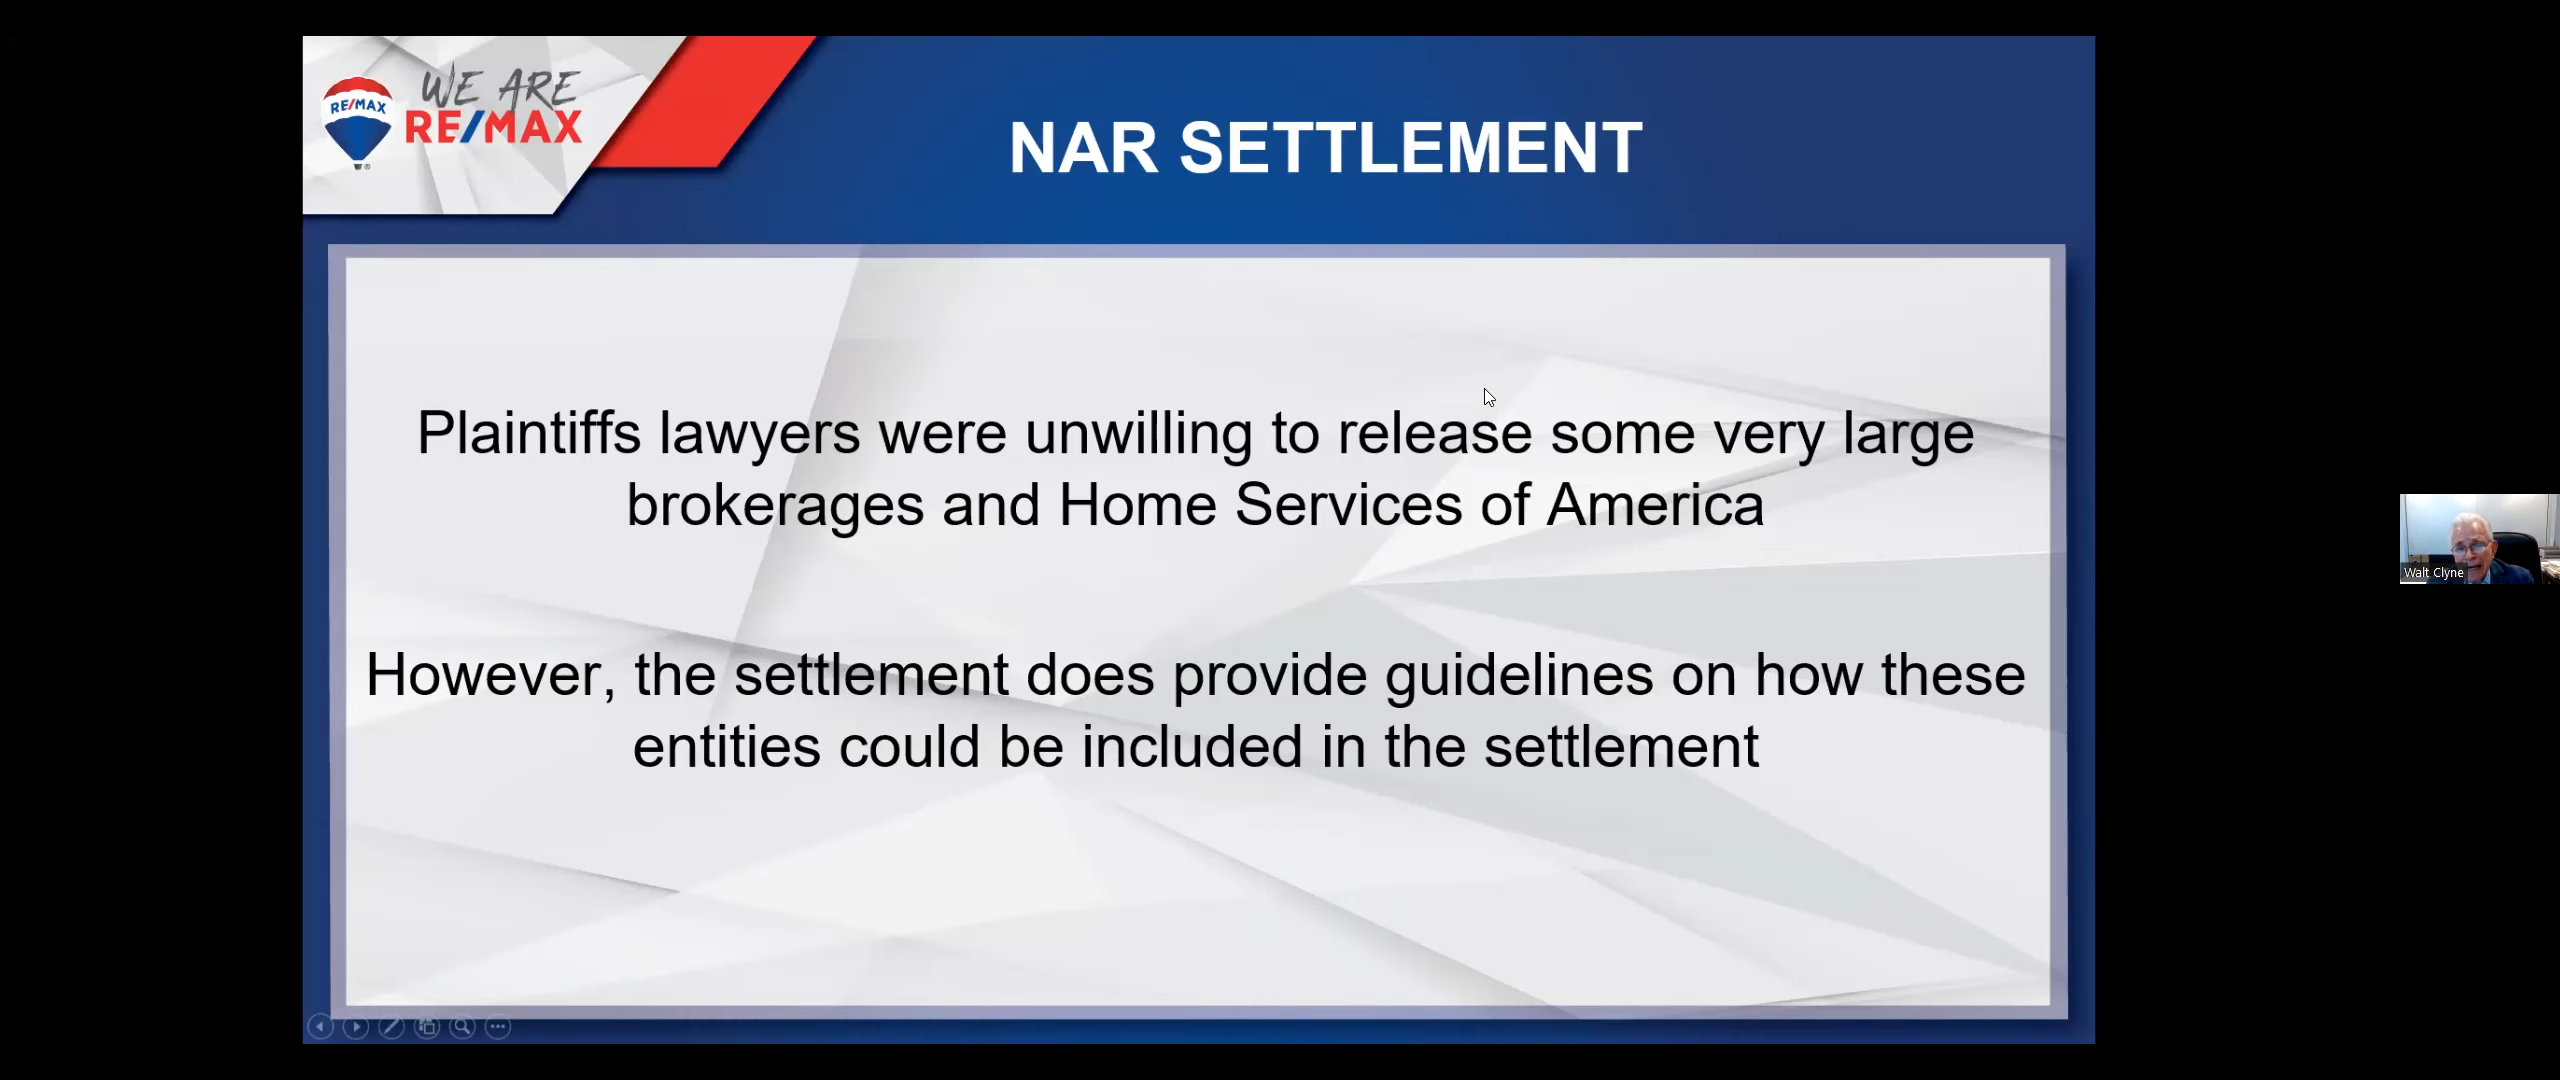 WE ARE
RE/MAX
RE/MAX
NAR SETTLEMENT
Plaintiffs lawyers were unwilling to release some very large
brokerages and Home Services of America
However, the settlement does provide guidelines on how these
entities could be included in the settlement
Walt Clyne